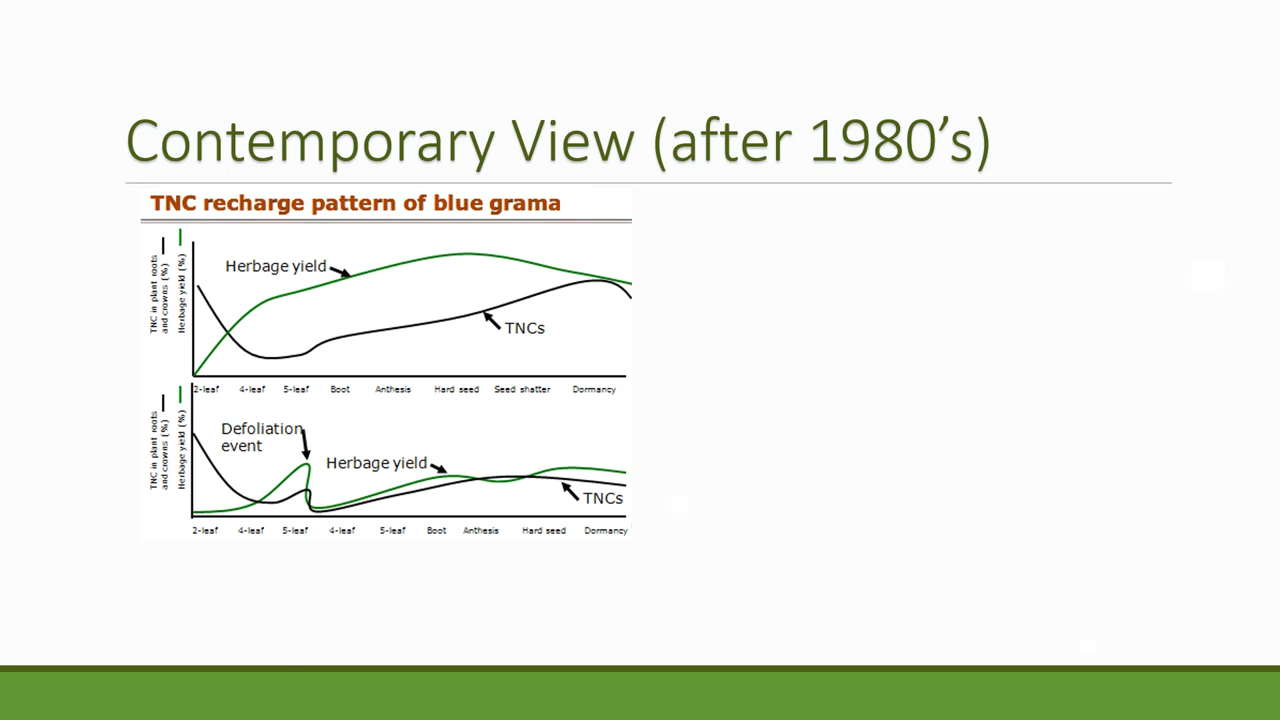 Contemporary View (after 1980’s)
TNC recharge pattern of blue grama
TNC in plant roots
and crowns (%)
Herbage yield (%)
Herbage yield
TNCs
2-leaf 4-leaf 5-leaf Boot Anthesis Hard seed Seed shatter Dormancy
TNC in plant roots
and crowns (%)
Herbage yield (%)
Defoliation
event
Herbage yield
TNCs
2-leaf 4-leaf 5-leaf 4-leaf 5-leaf Boot Anthesis Hard seed Dormancy